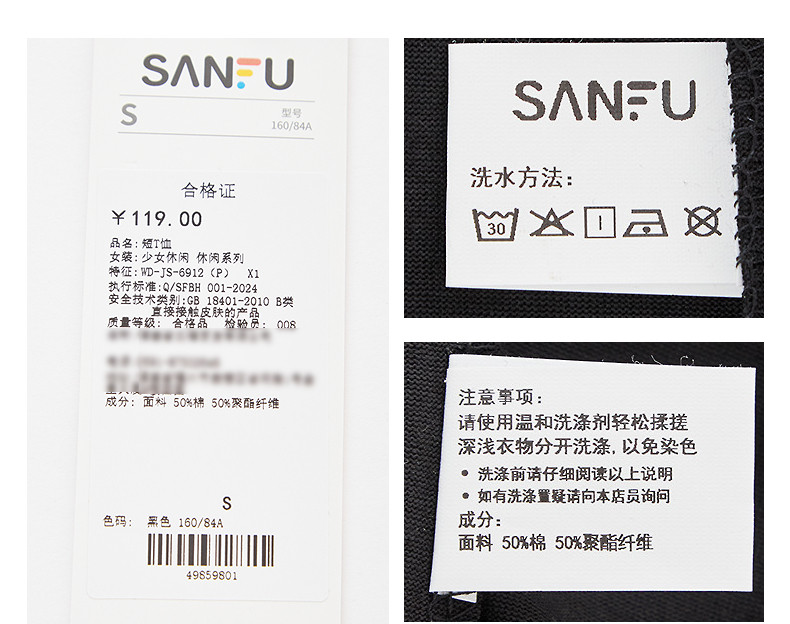 SANFU
S
型号
160/84A
合格证
￥119.00
品名:短T恤
女装:少女休闲 休闲系列
特征:WD-JS-6912（P） X1
执行标准:Q/SFBH 001-2024
安全技术类别:GB 18401-2010 B类
直接接触皮肤的产品
质量等级: 合格品 检验员: 008
成分: 面料 50%棉 50%聚酯纤维
S
色码: 黑色 160/84A
49859801
SANFU
洗水方法:
30
注意事项:
请使用温和洗涤剂轻松揉搓
深浅衣物分开洗涤,以免染色
• 洗涤前请仔细阅读以上说明
• 如有洗涤置疑请向本店员询问
成分:
面料 50%棉 50%聚酯纤维